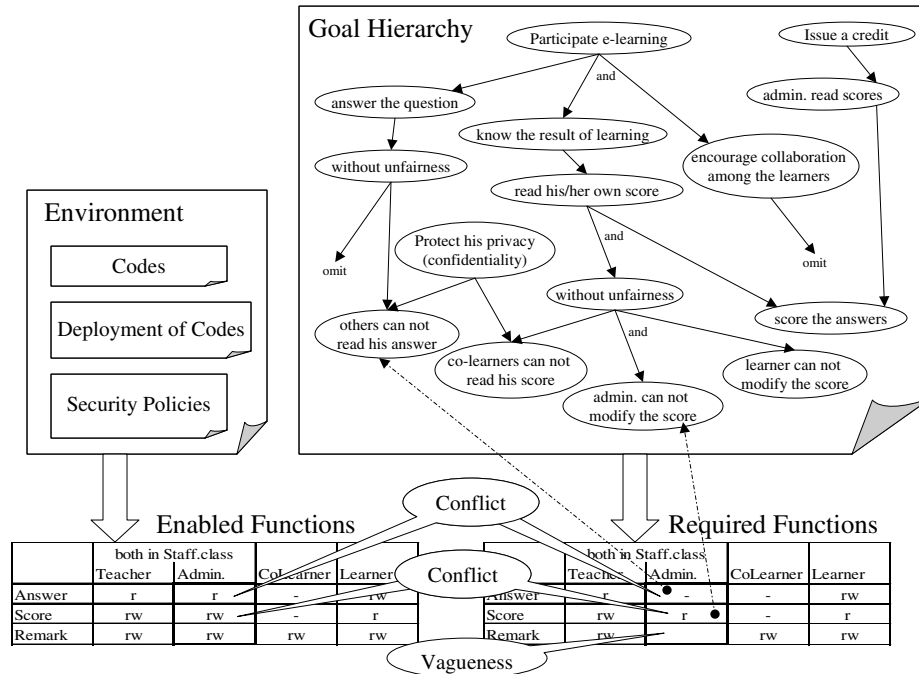 Goal Hierarchy
Participate e-learning
Issue a credit
and
answer the question
admin. read scores
know the result of learning
without unfairness
encourage collaboration
among the learners
read his/her own score
Environment
Codes
Deployment of Codes
Security Policies
omit
Protect his privacy
(confidentiality)
and
omit
without unfairness
others can not
read his answer
and
score the answers
co-learners can not
read his score
learner can not
modify the score
admin. can not
modify the score
Conflict
Enabled Functions
Required Functions
both in Staff.class
Teacher Admin. CoLearner Learner
Answer r r - rw
Score rw rw - r
Remark rw rw rw rw
Conflict
both in Staff.class
Teacher Admin. CoLearner Learner
Answer r - - rw
Score rw r - r
Remark rw rw rw
Vagueness